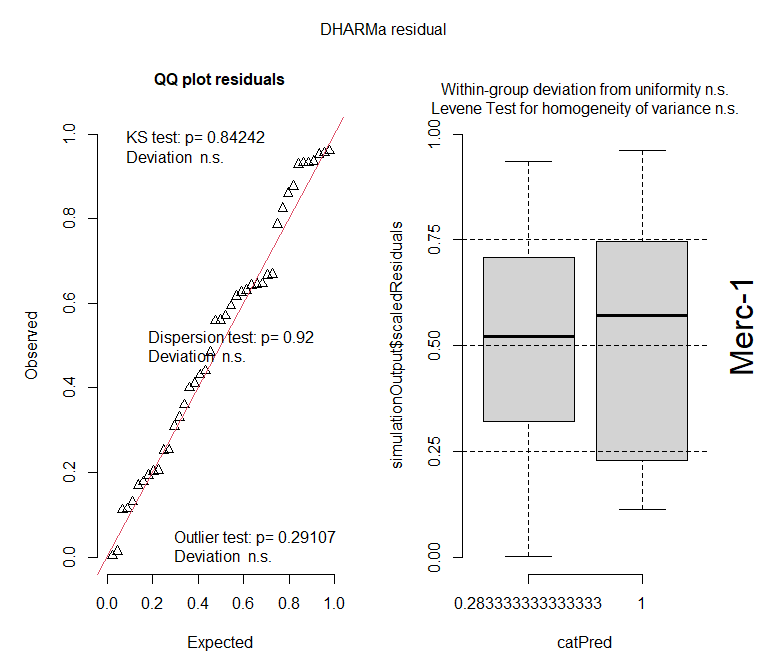 DHARMa residual
QQ plot residuals
KS test: p= 0.84242
Deviation n.s.
Dispersion test: p= 0.92
Deviation n.s.
Outlier test: p= 0.29107
Deviation n.s.
Observed
0.0
0.2
0.4
0.6
0.8
1.0
0.0 0.2 0.4 0.6 0.8 1.0
Expected
Within-group deviation from uniformity n.s.
Levene Test for homogeneity of variance n.s.
simulationOutput$scaledResiduals
0.00
0.25
0.50
0.75
1.00
0.2833333333333333 1
catPred
Merc-1